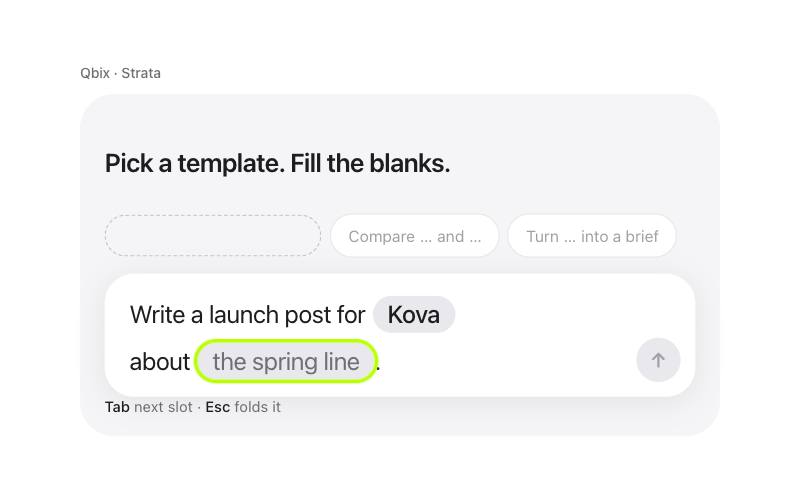 Qbix · Strata
Pick a template. Fill the blanks.
Compare ... and ...
Turn ... into a brief
Write a launch post for Kova
about the spring line.
Tab next slot · Esc folds it